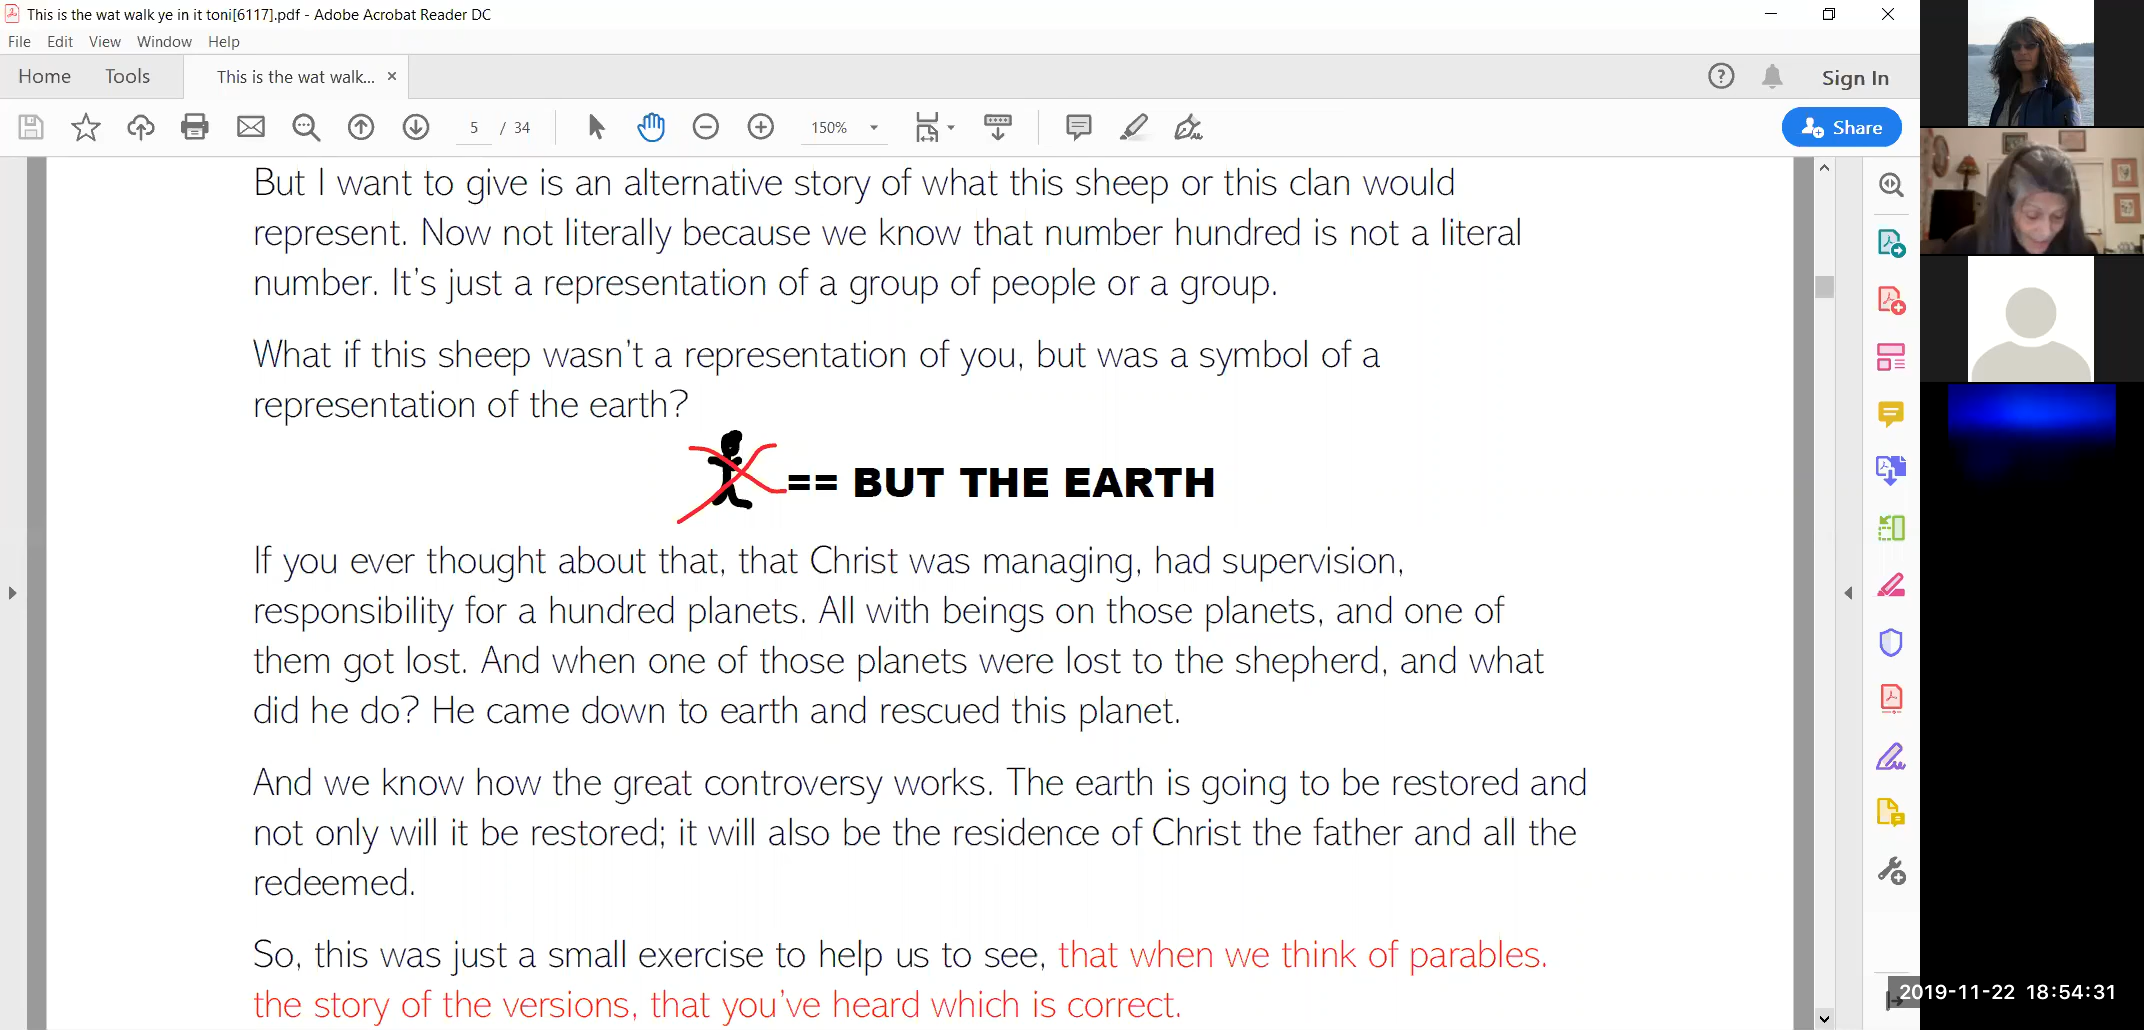 This is the wat walk ye in it toni[6117].pdf - Adobe Acrobat Reader DC
File Edit View Window Help
Home Tools This is the wat walk... × Sign In
5 / 34 150% Share
But I want to give is an alternative story of what this sheep or this clan would
represent. Now not literally because we know that number hundred is not a literal
number. It's just a representation of a group of people or a group.
What if this sheep wasn't a representation of you, but was a symbol of a
representation of the earth?
== BUT THE EARTH
If you ever thought about that, that Christ was managing, had supervision,
responsibility for a hundred planets. All with beings on those planets, and one of
them got lost. And when one of those planets were lost to the shepherd, and what
did he do? He came down to earth and rescued this planet.
And we know how the great controversy works. The earth is going to be restored and
not only will it be restored; it will also be the residence of Christ the father and all the
redeemed.
So, this was just a small exercise to help us to see, that when we think of parables.
the story of the versions, that you've heard which is correct.
2019-11-22 18:54:31